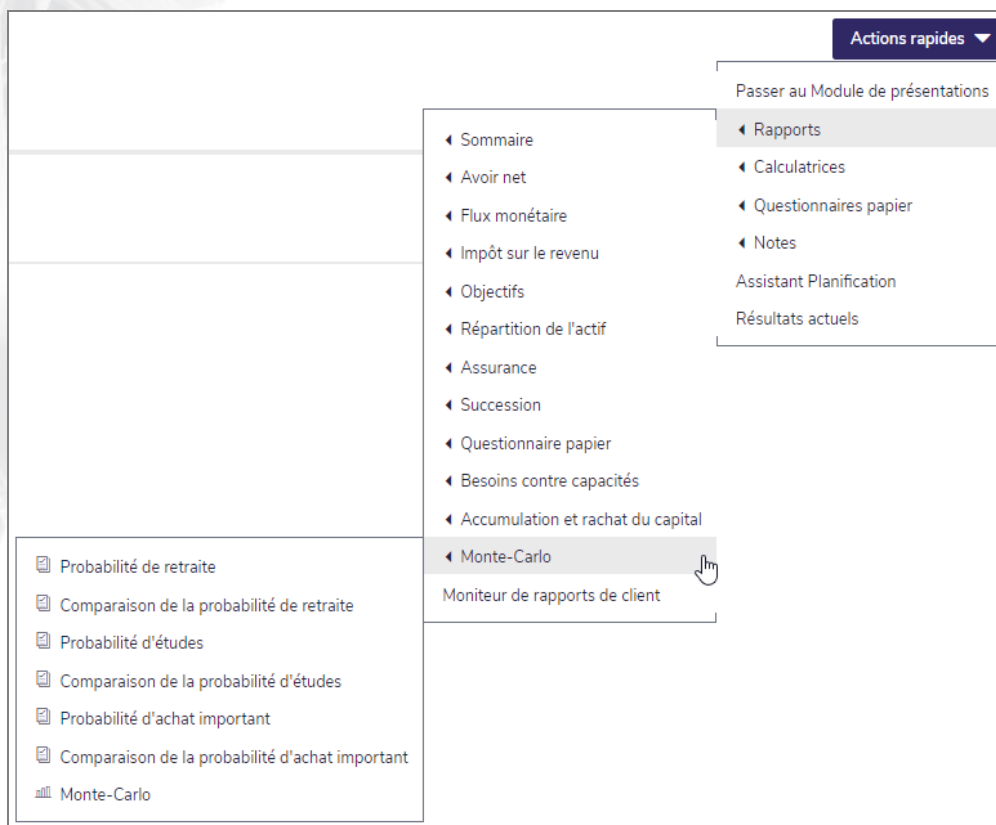 Actions rapides
Passer au Module de présentations
Rapports
Calculatrices
Questionnaires papier
Notes
Assistant Planification
Résultats actuels
Sommaire
Avoir net
Flux monétaire
Impôt sur le revenu
Objectifs
Répartition de l'actif
Assurance
Succession
Questionnaire papier
Besoins contre capacités
Accumulation et rachat du capital
Monte-Carlo
Moniteur de rapports de client
Probabilité de retraite
Comparaison de la probabilité de retraite
Probabilité d'études
Comparaison de la probabilité d'études
Probabilité d'achat important
Comparaison de la probabilité d'achat important
Monte-Carlo